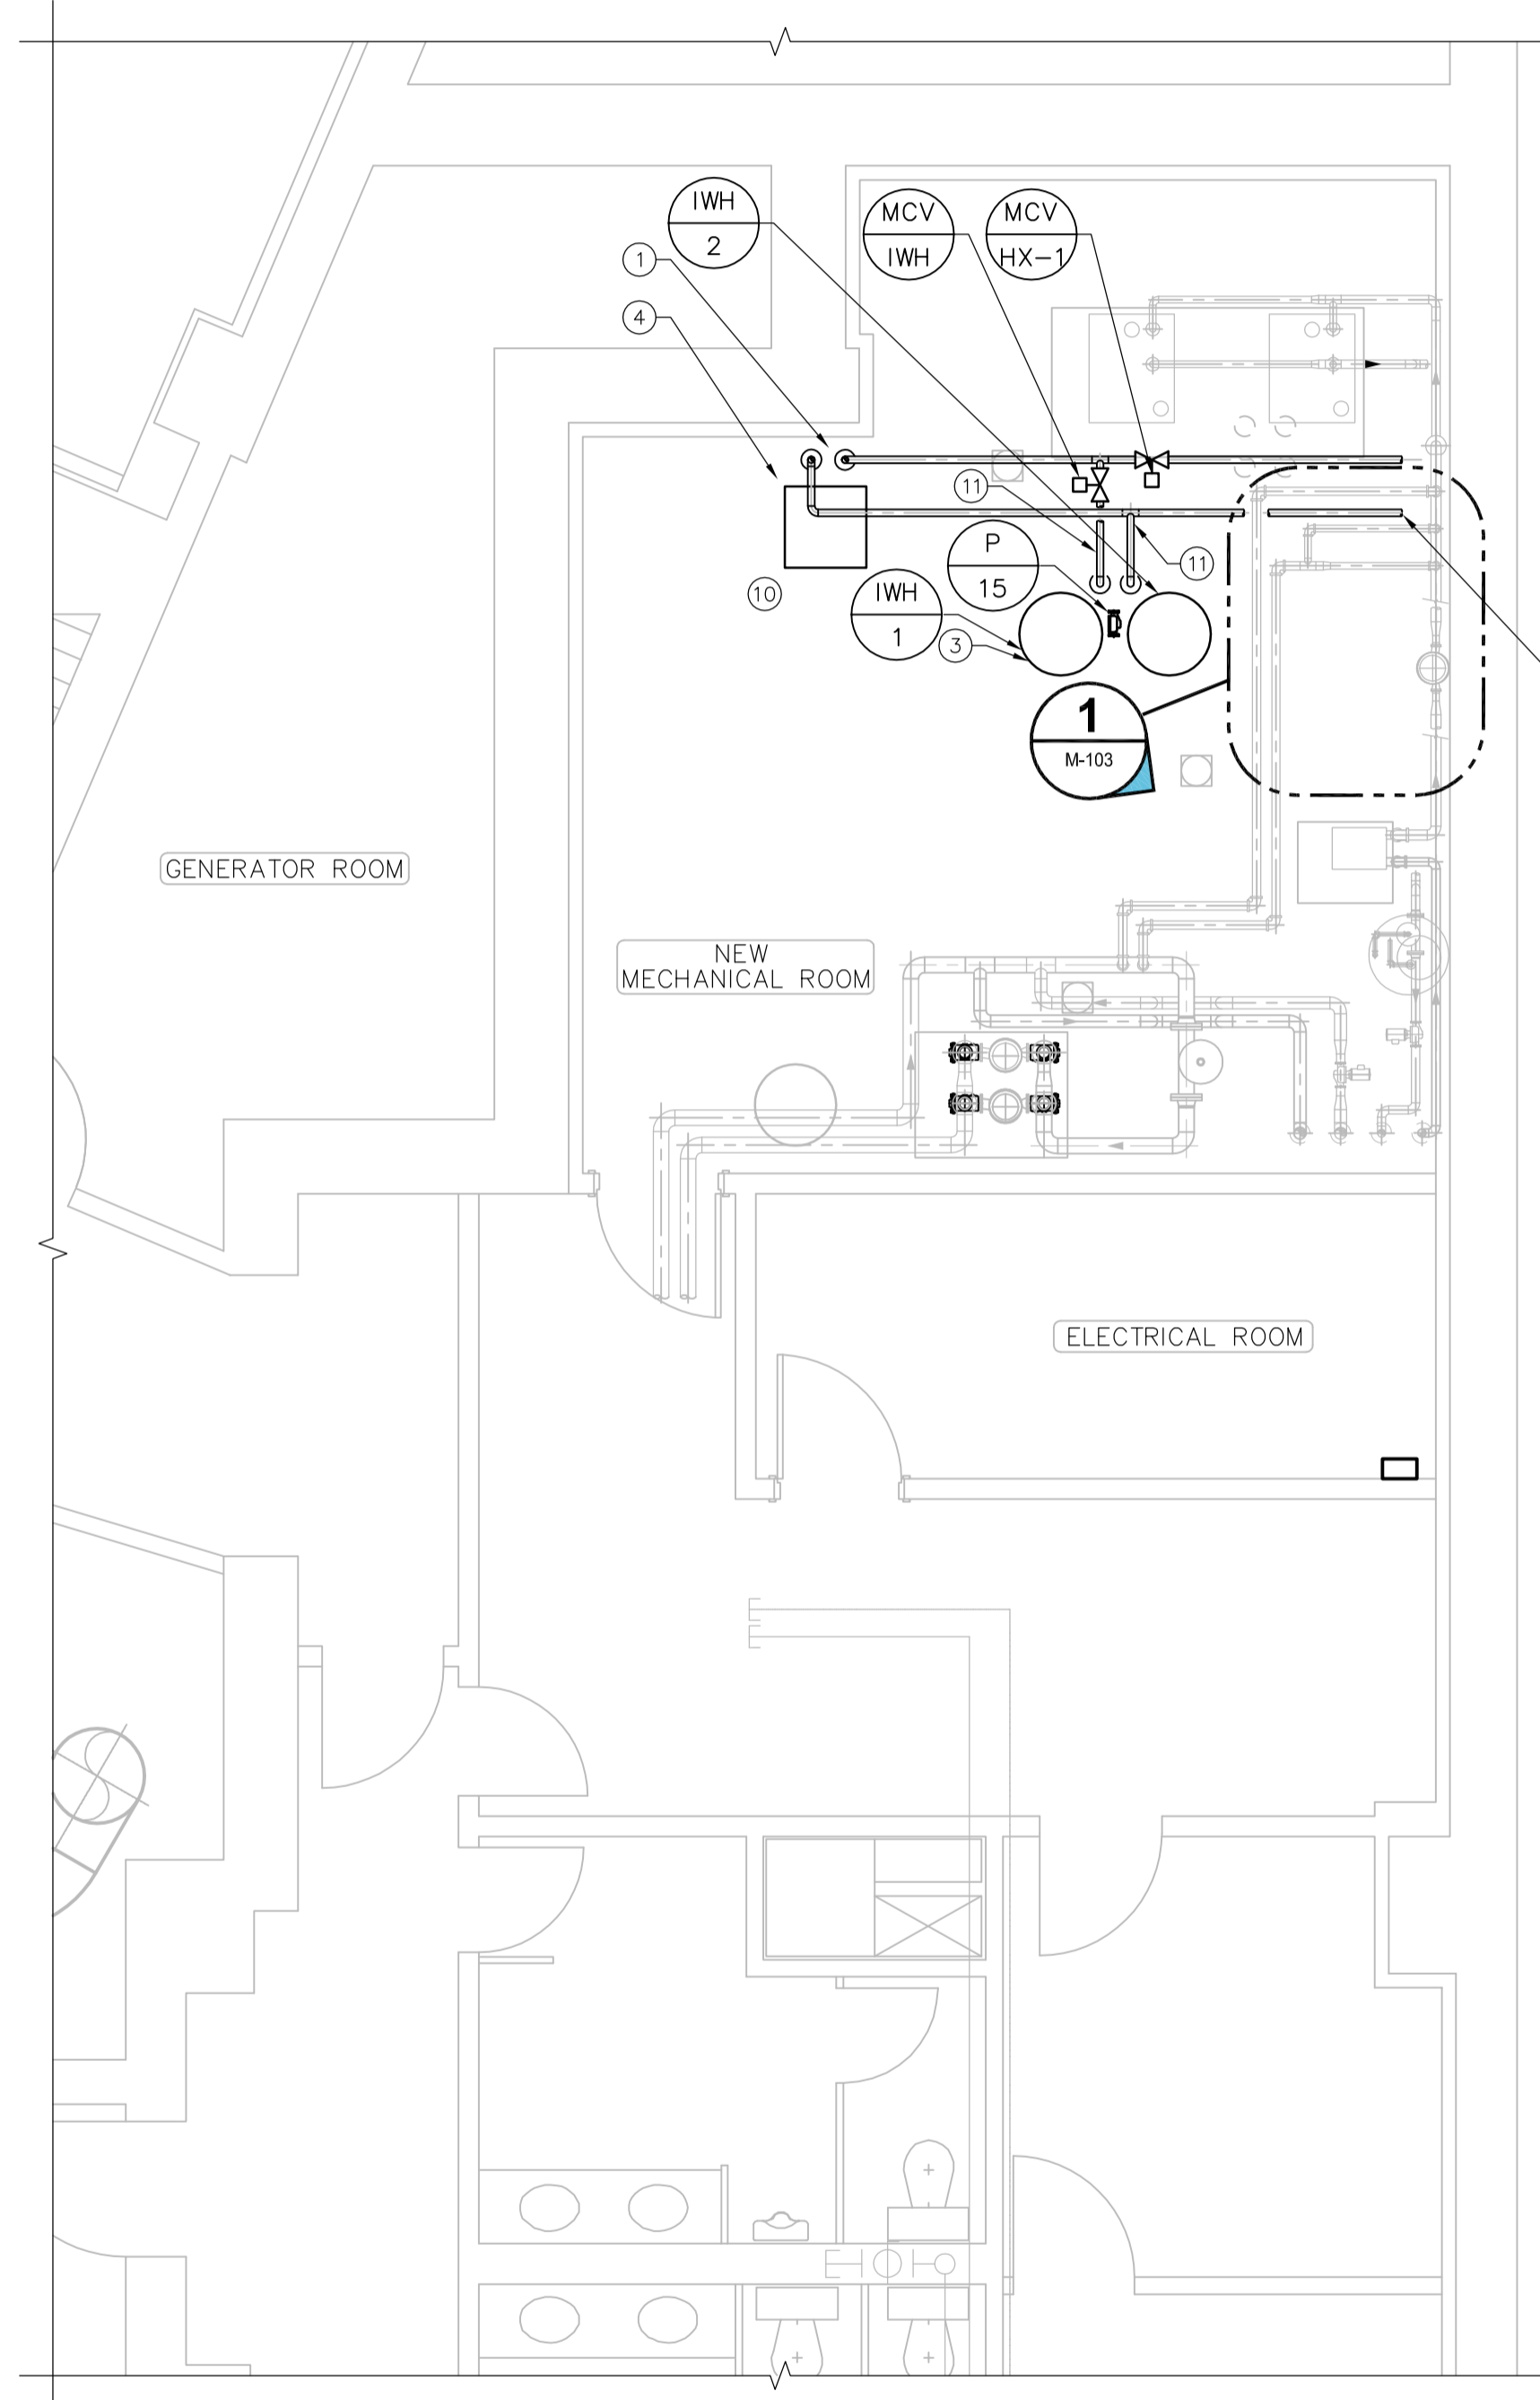 IWH
2
MCV
IWH
MCV
HX-1
1
4
11
P
15
11
10
IWH
1
3
1
M-103
GENERATOR ROOM
NEW
MECHANICAL ROOM
ELECTRICAL ROOM